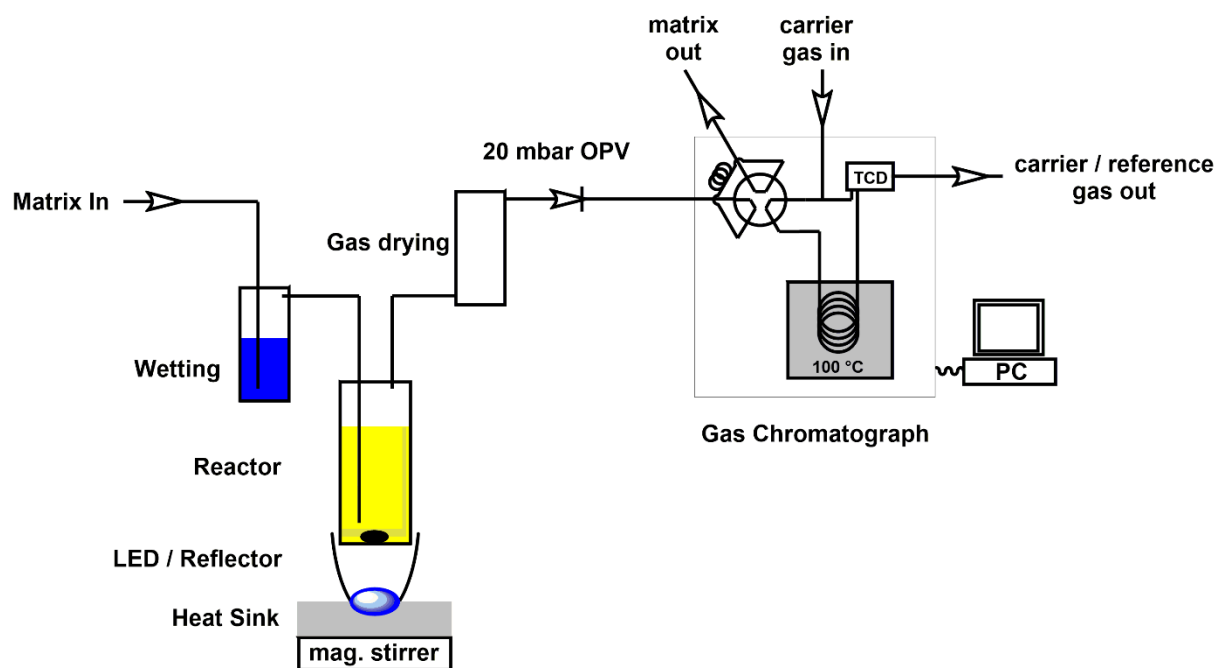 matrix
out
carrier
gas in
20 mbar OPV
TCD
carrier / reference
gas out
Matrix In
Gas drying
Wetting
100 °C
PC
Gas Chromatograph
Reactor
LED / Reflector
Heat Sink
mag. stirrer